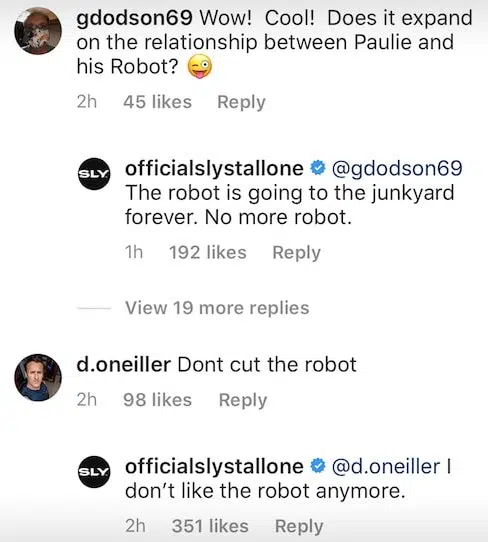 gdodson69 Wow!  Cool!  Does it expand
on the relationship between Paulie and
his Robot? 😜
2h 45 likes Reply
SLY officialslystallone @gdodson69
The robot is going to the junkyard
forever. No more robot.
1h 192 likes Reply
View 19 more replies
d.oneiller Dont cut the robot
2h 98 likes Reply
SLY officialslystallone @d.oneiller I
don’t like the robot anymore.
2h 351 likes Reply